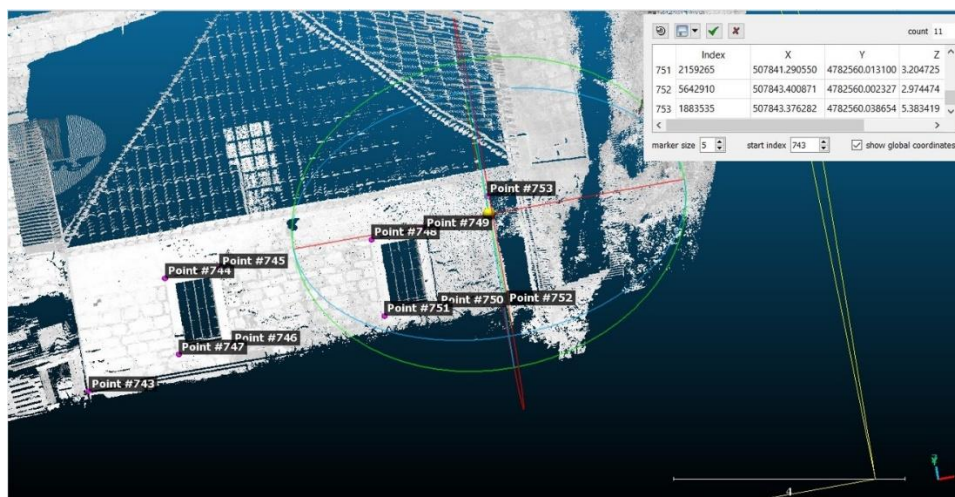 count 11
Index X Y Z
751 2159265 507841.290550 4782560.013100 3.204725
752 5642910 507843.400871 4782560.002327 2.974474
753 1883535 507843.376282 4782560.038654 5.383419
marker size 5 start index 743 show global coordinates
Point #753
Point #749
Point #748
Point #745
Point #744
Point #750
Point #752
Point #751
Point #746
Point #747
Point #743
4